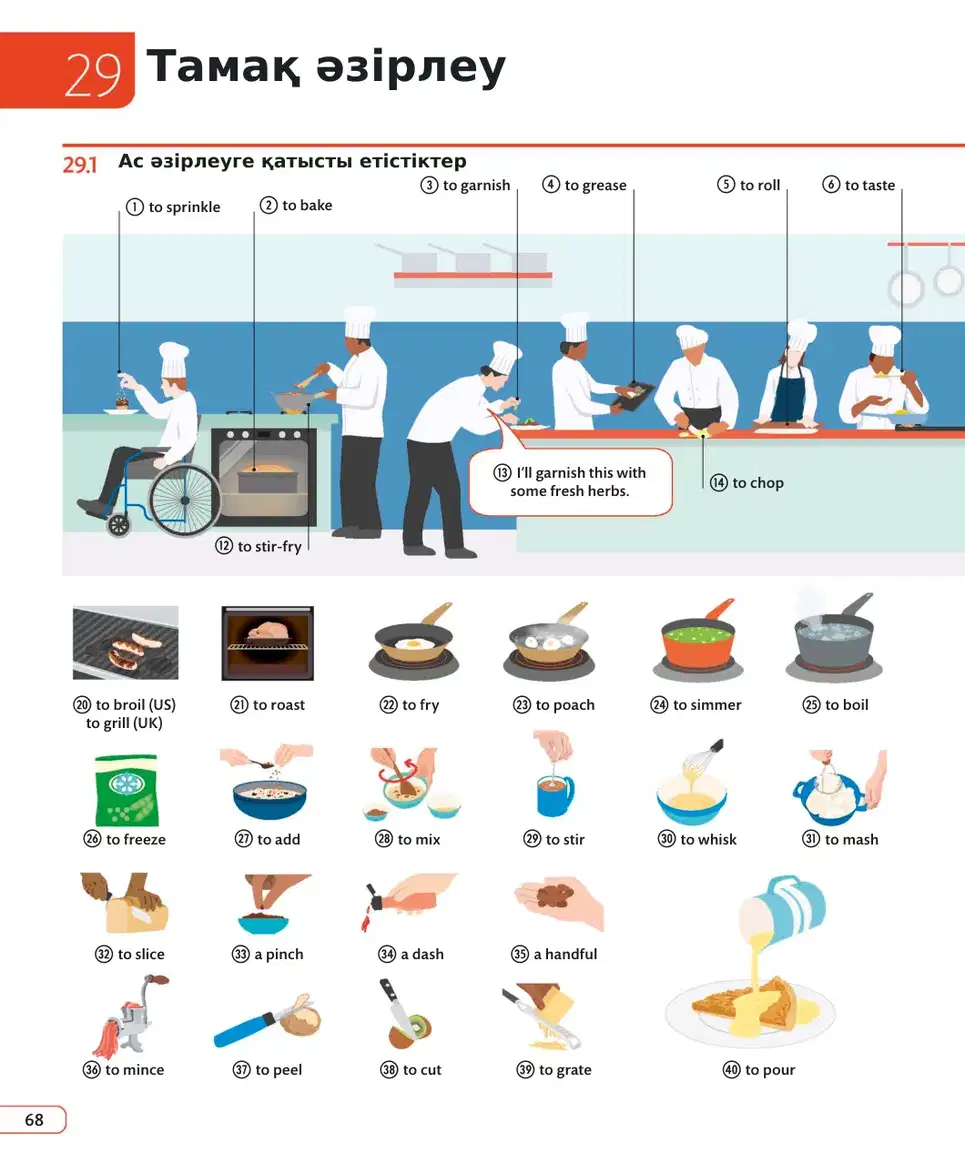 29 Тамақ әзірлеу
29.1 Ас әзірлеуге қатысты етістіктер
① to sprinkle
② to bake
③ to garnish
④ to grease
⑤ to roll
⑥ to taste
⑬ I'll garnish this with
some fresh herbs.
⑭ to chop
⑫ to stir-fry
⑳ to broil (US)
to grill (UK)
㉑ to roast
㉒ to fry
㉓ to poach
㉔ to simmer
㉕ to boil
㉖ to freeze
㉗ to add
㉘ to mix
㉙ to stir
㉚ to whisk
㉛ to mash
㉜ to slice
㉝ a pinch
㉞ a dash
㉟ a handful
㊱ to mince
㊲ to peel
㊳ to cut
㊴ to grate
㊵ to pour
68